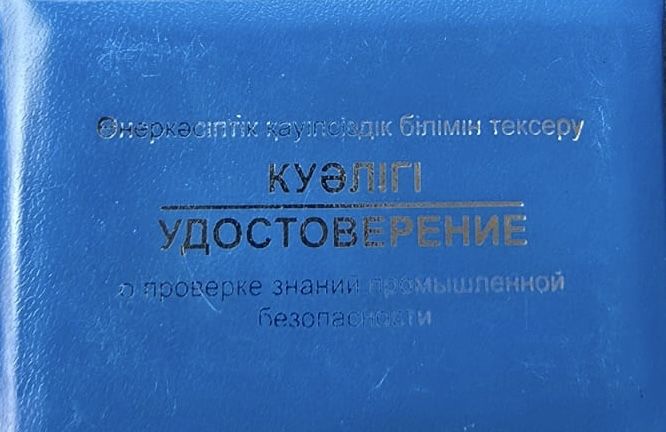 Өнеркәсіптік қауіпсіздік білімін тексеру
КУӘЛІГІ
УДОСТОВЕРЕНИЕ
о проверке знаний промышленной
безопасности